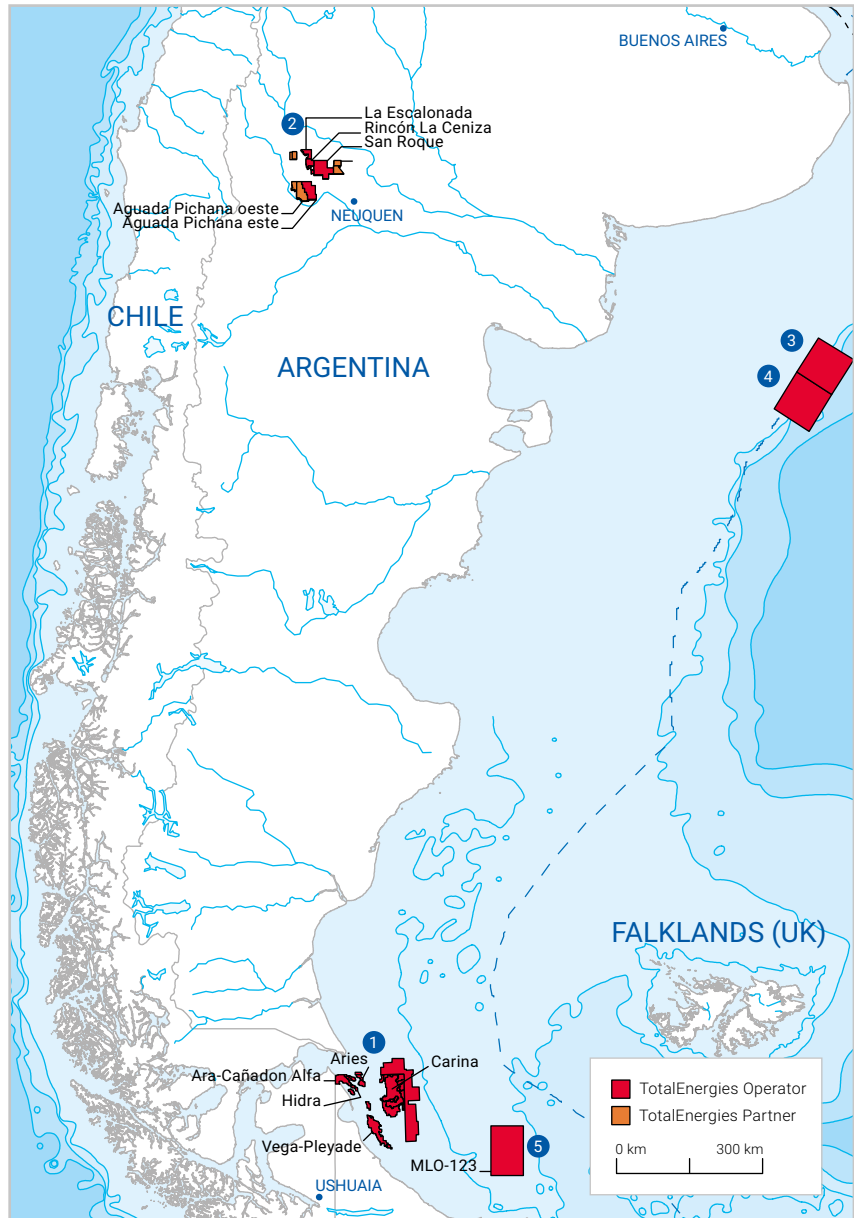 BUENOS AIRES
2
La Escalonada
Rincón La Ceniza
San Roque
Aguada Pichana oeste
Aguada Pichana este
NEUQUEN
CHILE
ARGENTINA
3
4
FALKLANDS (UK)
1
Aries
Carina
Ara-Cañadon Alfa
Hidra
Vega-Pleyade
5
MLO-123
USHUAIA
TotalEnergies Operator
TotalEnergies Partner
0 km 300 km